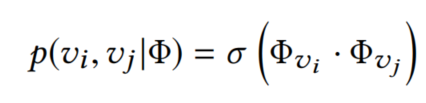 p(v_i, v_j|Φ) = σ (Φ_{v_i} · Φ_{v_j})